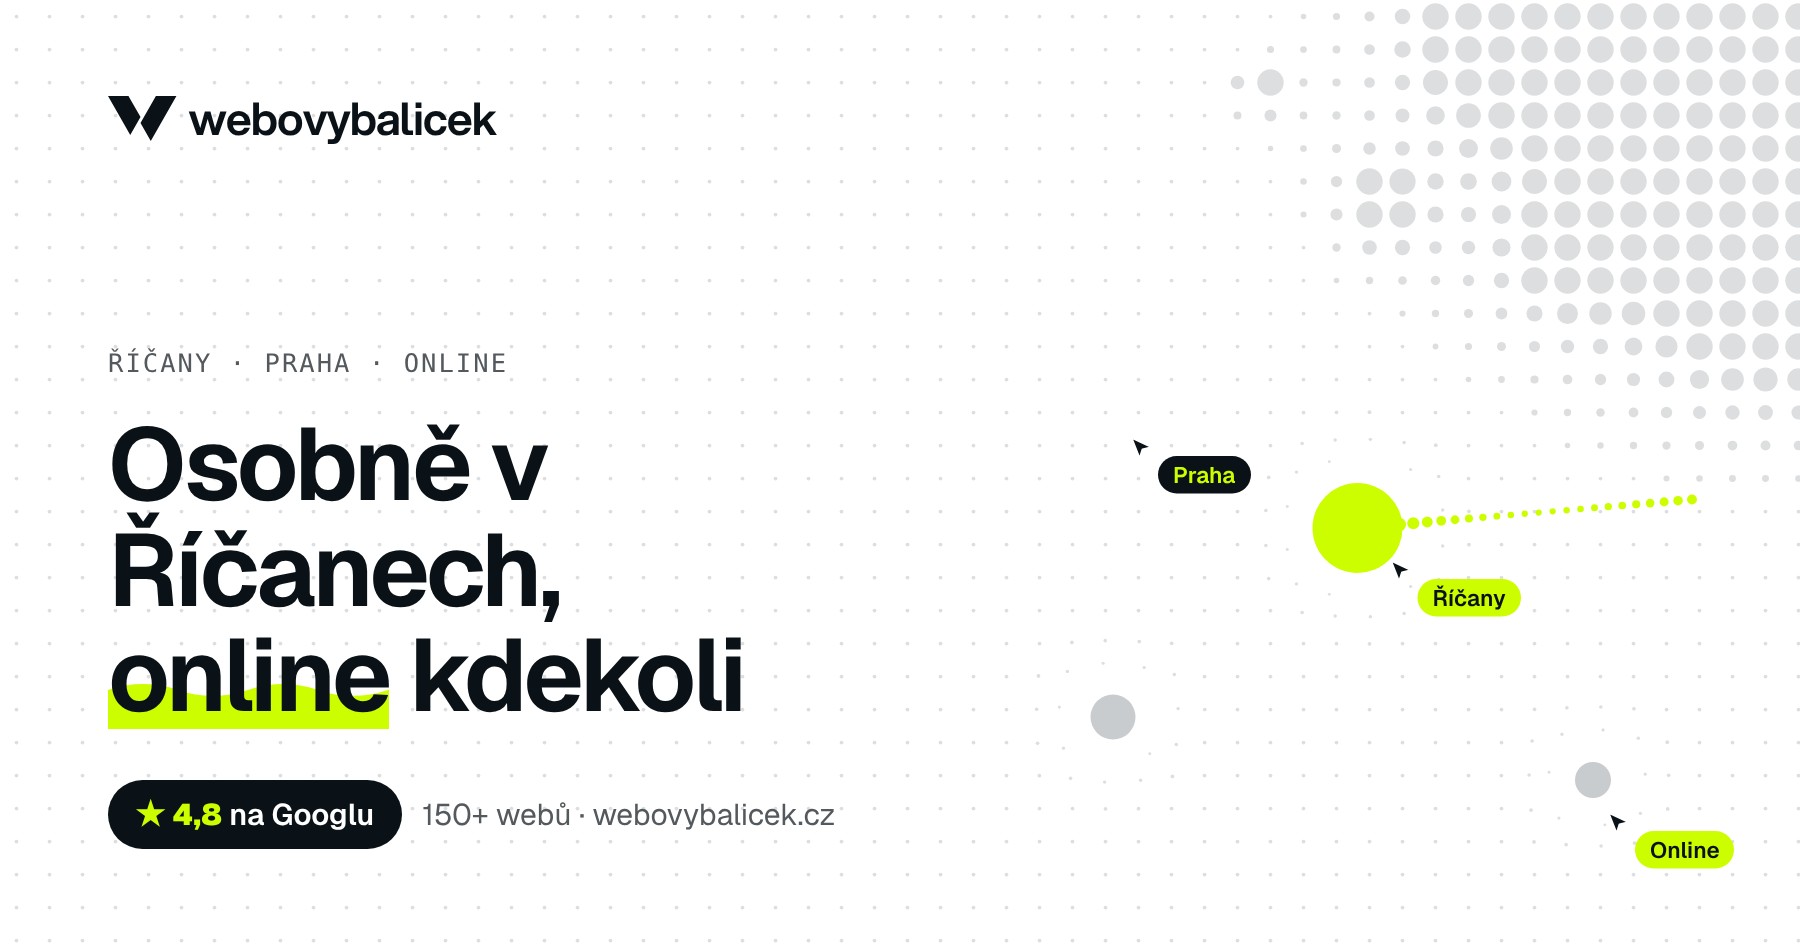 webovybalicek
ŘÍČANY · PRAHA · ONLINE
Osobně v
Říčanech,
online kdekoli
★ 4,8 na Googlu
150+ webů · webovybalicek.cz
Praha
Říčany
Online